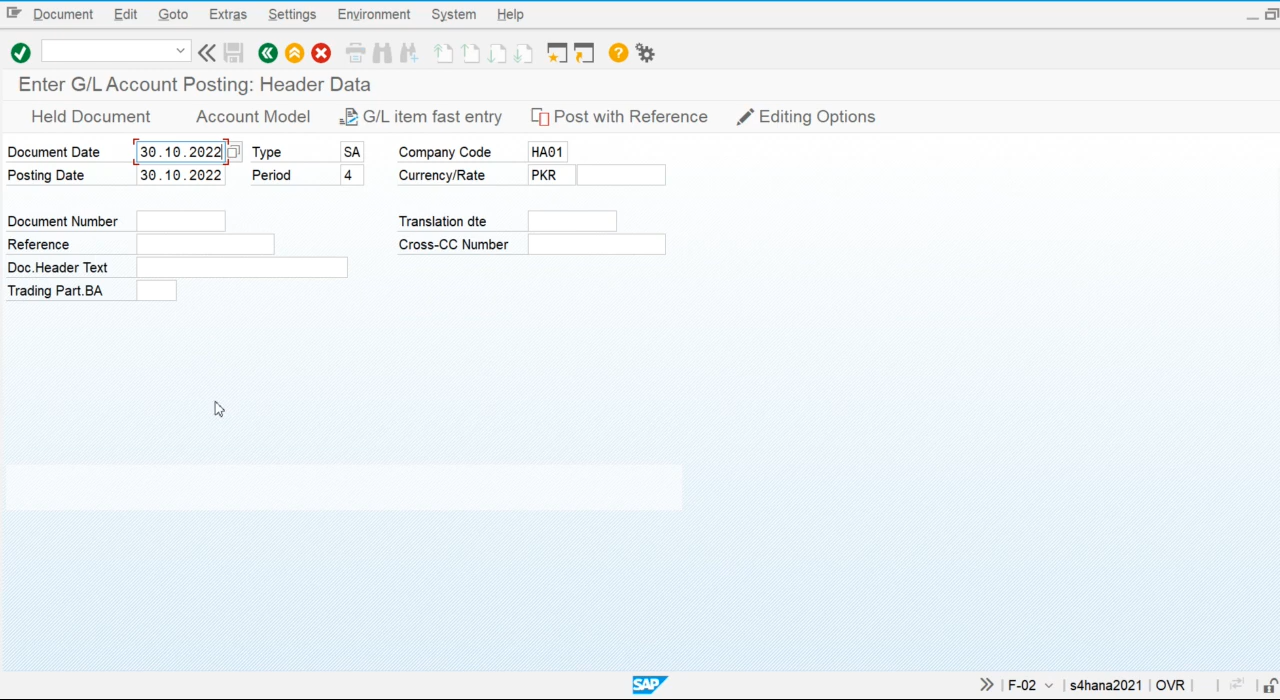 Document Edit Goto Extras Settings Environment System Help
Enter G/L Account Posting: Header Data
Held Document Account Model G/L item fast entry Post with Reference Editing Options
Document Date 30.10.2022 Type SA Company Code HA01
Posting Date 30.10.2022 Period 4 Currency/Rate PKR
Document Number Translation dte
Reference Cross-CC Number
Doc.Header Text
Trading Part.BA
SAP F-02 s4hana2021 OVR